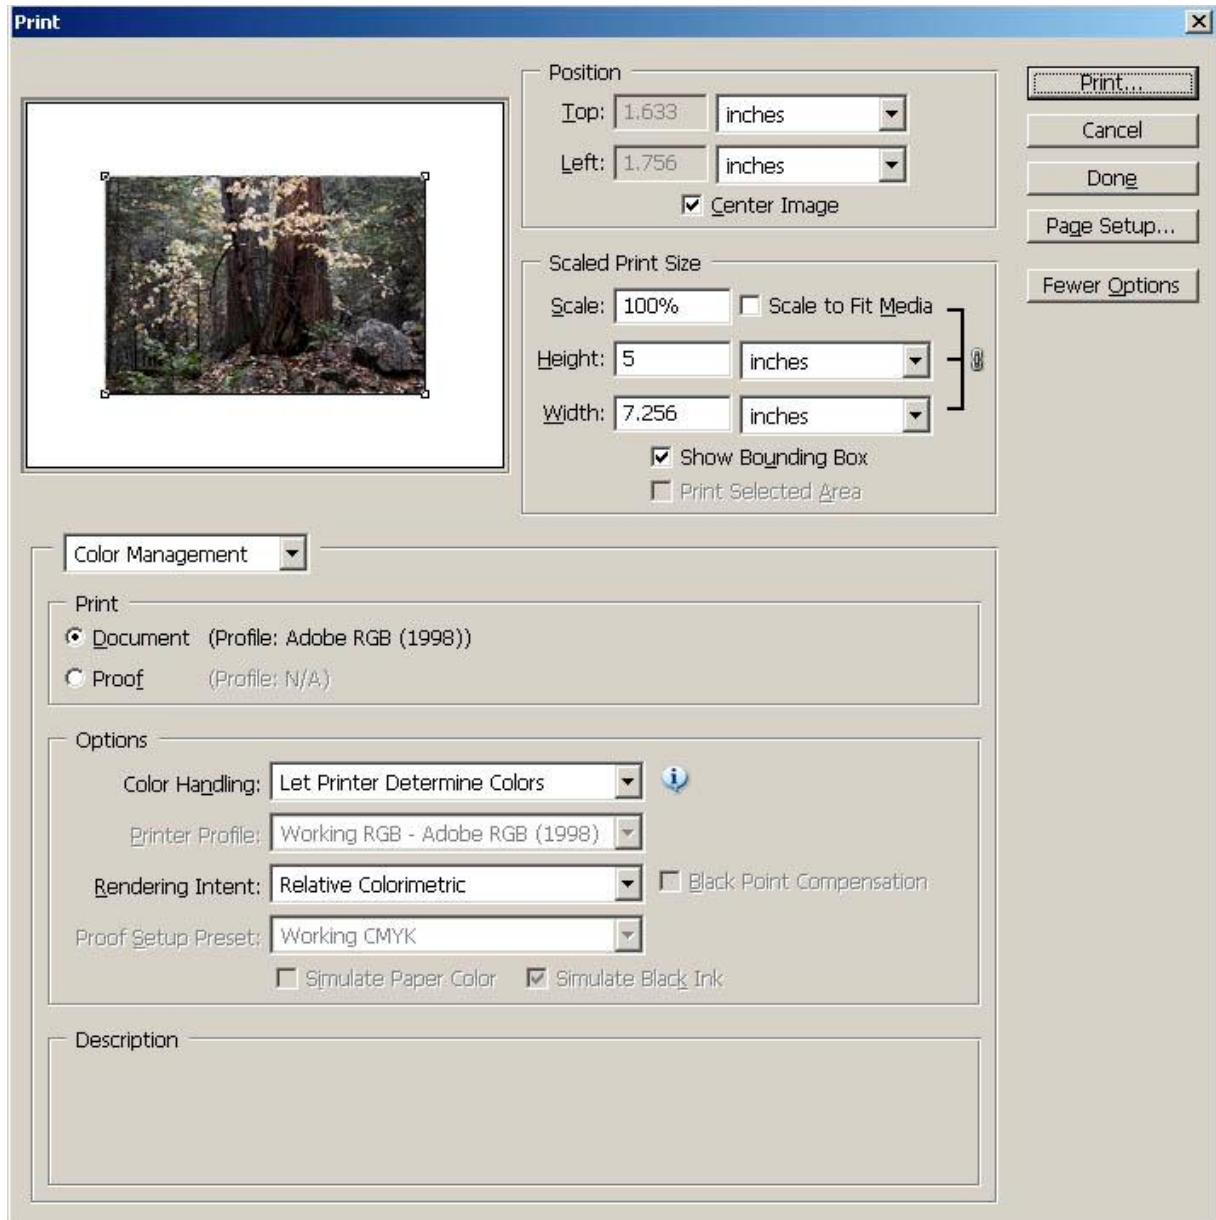 Print
Position
Print...
Top: 1.633 inches
Cancel
Left: 1.756 inches
Done
Center Image
Page Setup...
Scaled Print Size
Fewer Options
Scale: 100% Scale to Fit Media
Height: 5 inches
Width: 7.256 inches
Show Bounding Box
Print Selected Area
Color Management
Print
Document (Profile: Adobe RGB (1998))
Proof (Profile: N/A)
Options
Color Handling: Let Printer Determine Colors
Printer Profile: Working RGB - Adobe RGB (1998)
Rendering Intent: Relative Colorimetric Black Point Compensation
Proof Setup Preset: Working CMYK
Simulate Paper Color Simulate Black Ink
Description